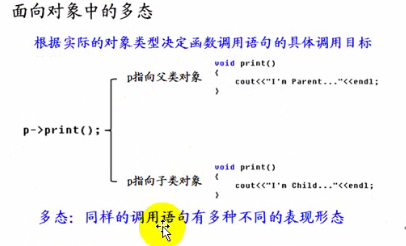 面向对象中的多态
根据实际的对象类型决定函数调用语句的具体调用目标
p->print();
p指向父类对象
void print()
{
cout<<"I'm Parent..."<<endl;
}
p指向子类对象
void print()
{
cout<<"I'm Child..."<<endl;
}
多态：同样的调用语句有多种不同的表现形态